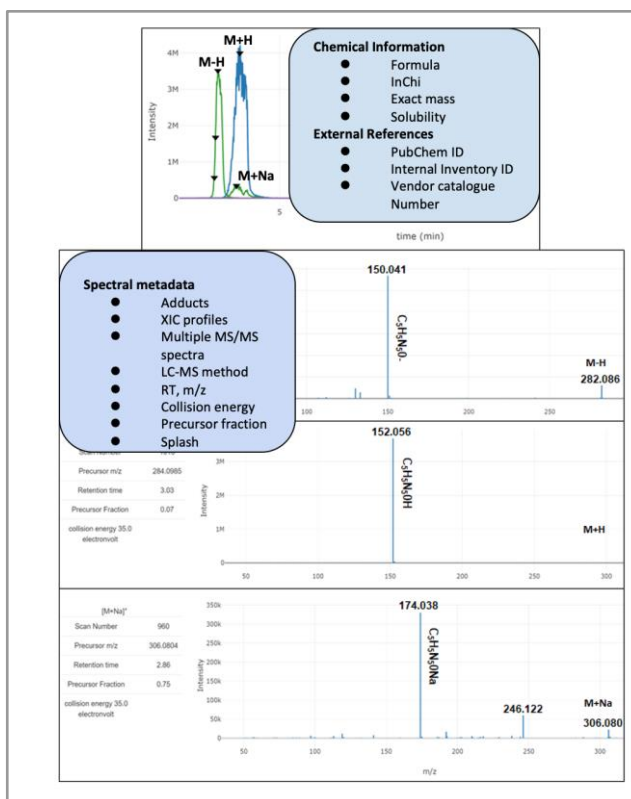 M+H
M-H
4M
3M
2M
1M
0
Intensity
M+Na
5
time (min)
Chemical Information
● Formula
● InChi
● Exact mass
● Solubility
External References
● PubChem ID
● Internal Inventory ID
● Vendor catalogue
Number
Spectral metadata
● Adducts
● XIC profiles
● Multiple MS/MS
spectra
● LC-MS method
● RT, m/z
● Collision energy
● Precursor fraction
● Splash
150.041
C₅H₅N₅0-
M-H
282.086
100 150 200 250
Precursor m/z 284.0985
Retention time 3.03
Precursor Fraction 0.07
collision energy 35.0
electronvolt
152.056
C₅H₅N₅0H
M+H
3M
2M
1M
0
Intensity
50 100 150 200 250 300
[M+Na]⁺
Scan Number 960
Precursor m/z 306.0804
Retention time 2.86
Precursor Fraction 0.75
collision energy 35.0
electronvolt
174.038
C₅H₅N₅0Na
246.122
M+Na
306.080
350k
300k
250k
200k
150k
100k
50k
0
Intensity
50 100 150 200 250 300
m/z